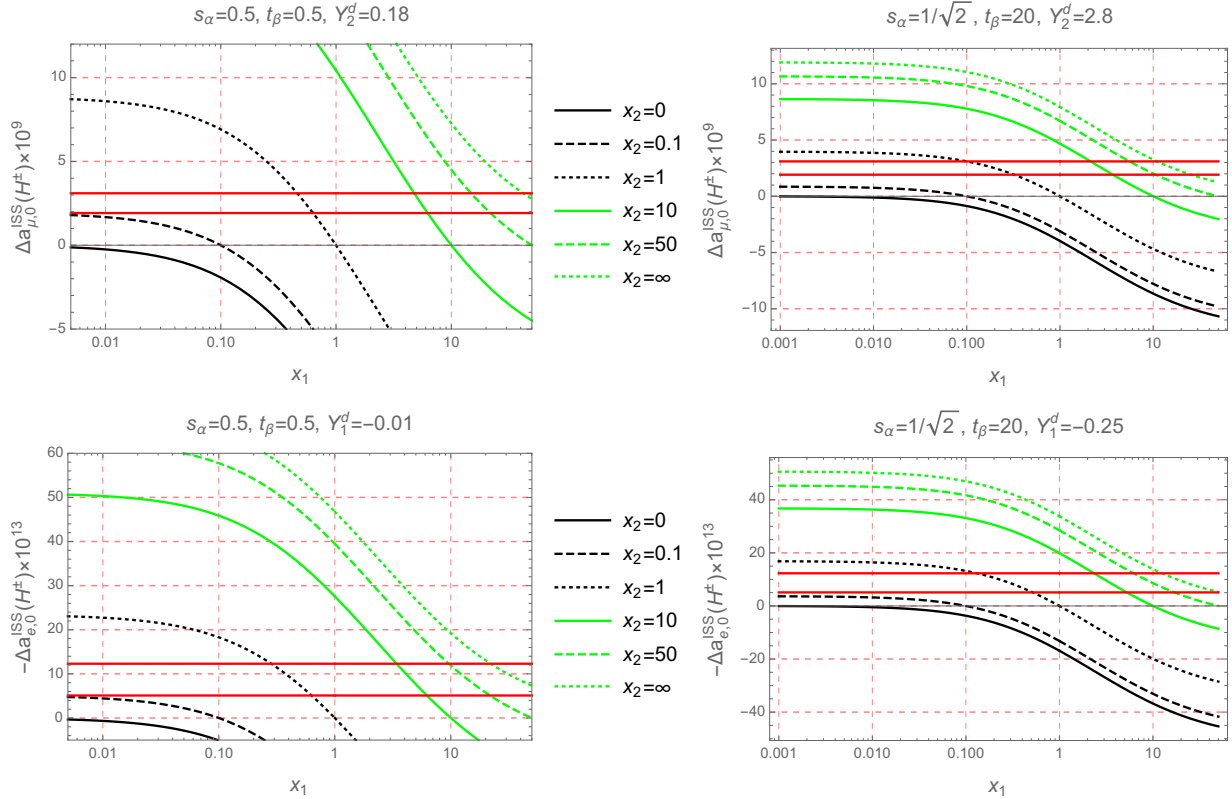 s_α=0.5, t_β=0.5, Y_2^d=0.18
Δa_{μ,0}^{ISS}(H^±)×10^9
10
5
0
-5
0.01
0.10
1
10
x_1
x_2=0
x_2=0.1
x_2=1
x_2=10
x_2=50
x_2=∞
s_α=1/√2, t_β=20, Y_2^d=2.8
Δa_{μ,0}^{ISS}(H^±)×10^9
10
5
0
-5
-10
0.001
0.010
0.100
1
10
x_1
s_α=0.5, t_β=0.5, Y_1^d=-0.01
-Δa_{e,0}^{ISS}(H^±)×10^13
60
50
40
30
20
10
0
0.01
0.10
1
10
x_1
x_2=0
x_2=0.1
x_2=1
x_2=10
x_2=50
x_2=∞
s_α=1/√2, t_β=20, Y_1^d=-0.25
-Δa_{e,0}^{ISS}(H^±)×10^13
40
20
0
-20
-40
0.001
0.010
0.100
1
10
x_1